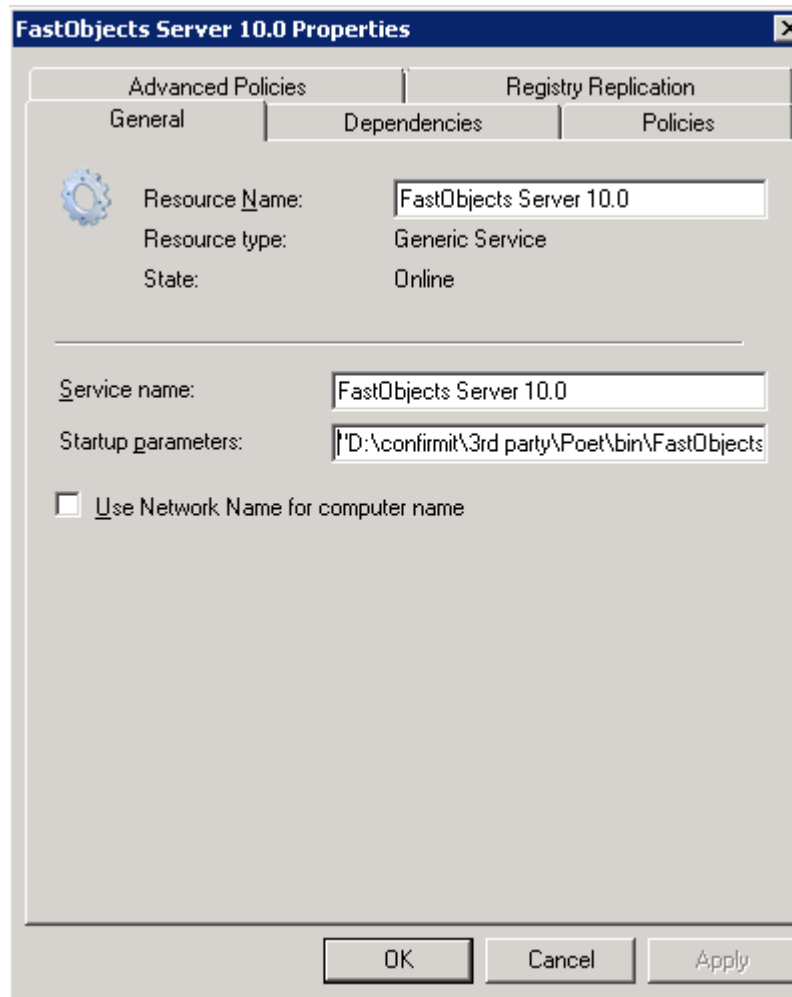 FastObjects Server 10.0 Properties
Advanced Policies Registry Replication
General Dependencies Policies
Resource Name: FastObjects Server 10.0
Resource type: Generic Service
State: Online
Service name: FastObjects Server 10.0
Startup parameters: "D:\confirmit\3rd party\Poet\bin\FastObjects
Use Network Name for computer name
OK Cancel Apply